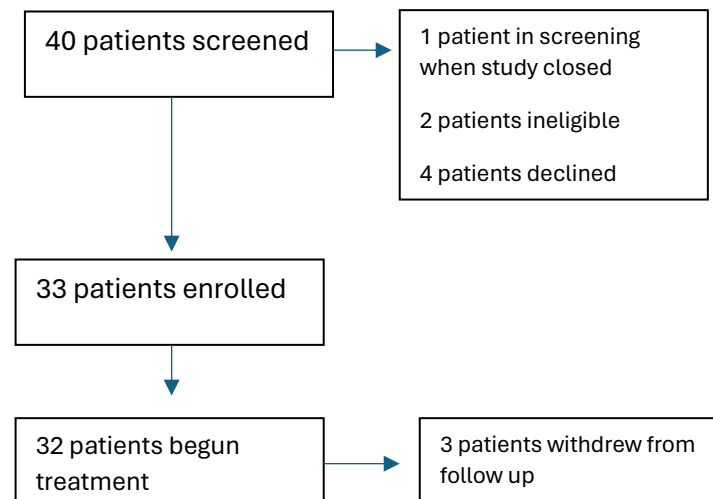 40 patients screened
1 patient in screening
when study closed
2 patients ineligible
4 patients declined
33 patients enrolled
32 patients begun
treatment
3 patients withdrew from
follow up